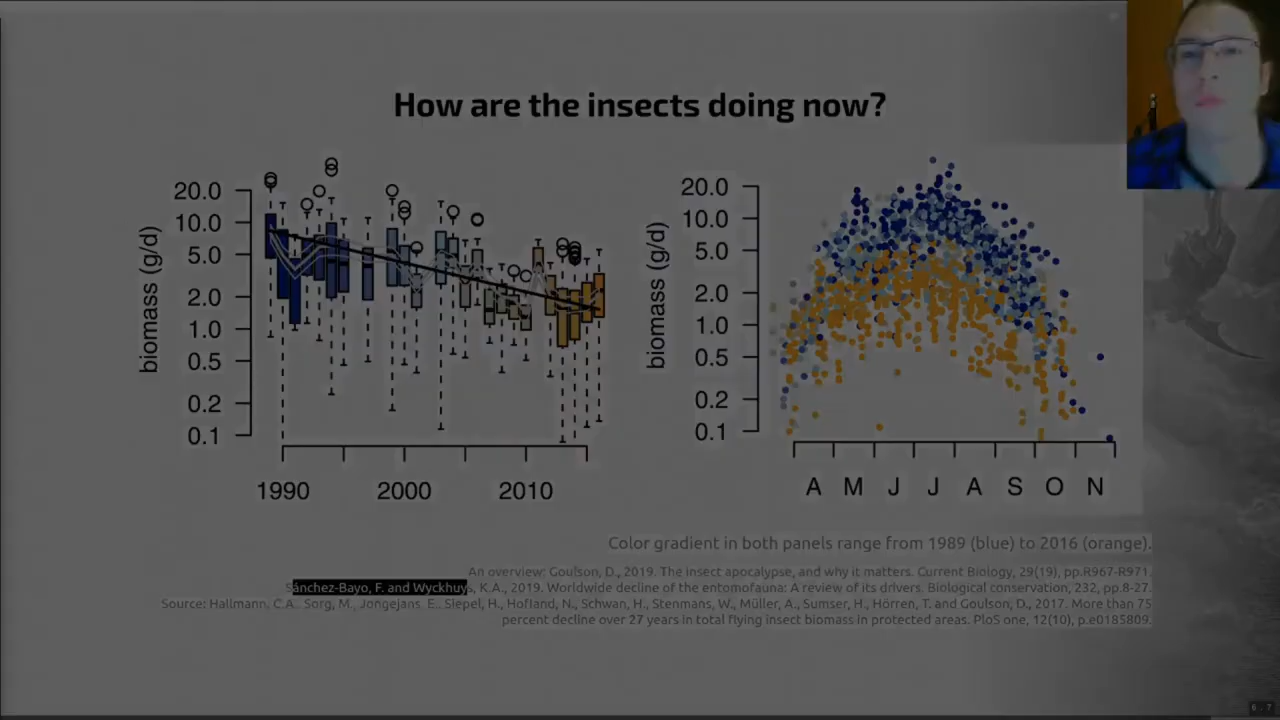 How are the insects doing now?
biomass (g/d)
20.0
10.0
5.0
2.0
1.0
0.5
0.2
0.1
1990 2000 2010
biomass (g/d)
20.0
10.0
5.0
2.0
1.0
0.5
0.2
0.1
A M J J A S O N
Color gradient in both panels range from 1989 (blue) to 2016 (orange).
An overview: Goulson, D., 2019. The insect apocalypse, and why it matters. Current Biology, 29(19), pp.R967-R971.
Sánchez-Bayo, F. and Wyckhuys, K.A., 2019. Worldwide decline of the entomofauna: A review of its drivers. Biological conservation, 232, pp.8-27.
Source: Hallmann, C.A., Sorg, M., Jongejans, E., Siepel, H., Hofland, N., Schwan, H., Stenmans, W., Müller, A., Sumser, H., Hörren, T. and Goulson, D., 2017. More than 75
percent decline over 27 years in total flying insect biomass in protected areas. PloS one, 12(10), p.e0185809.
6 . 7